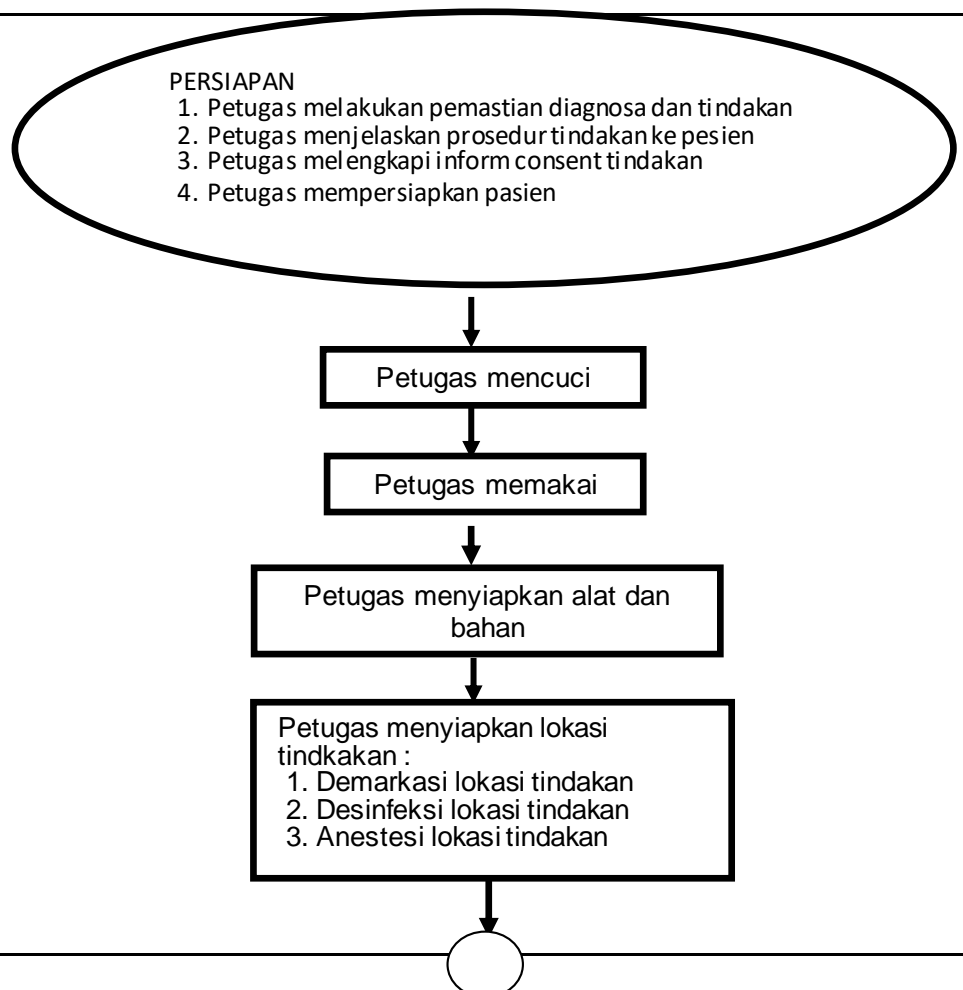 PERSIAPAN
1. Petugas melakukan pemastian diagnosa dan tindakan
2. Petugas menjelaskan prosedur tindakan ke pesien
3. Petugas melengkapi inform consent tindakan
4. Petugas mempersiapkan pasien
Petugas mencuci
Petugas memakai
Petugas menyiapkan alat dan
bahan
Petugas menyiapkan lokasi
tindkakan :
1. Demarkasi lokasi tindakan
2. Desinfeksi lokasi tindakan
3. Anestesi lokasi tindakan